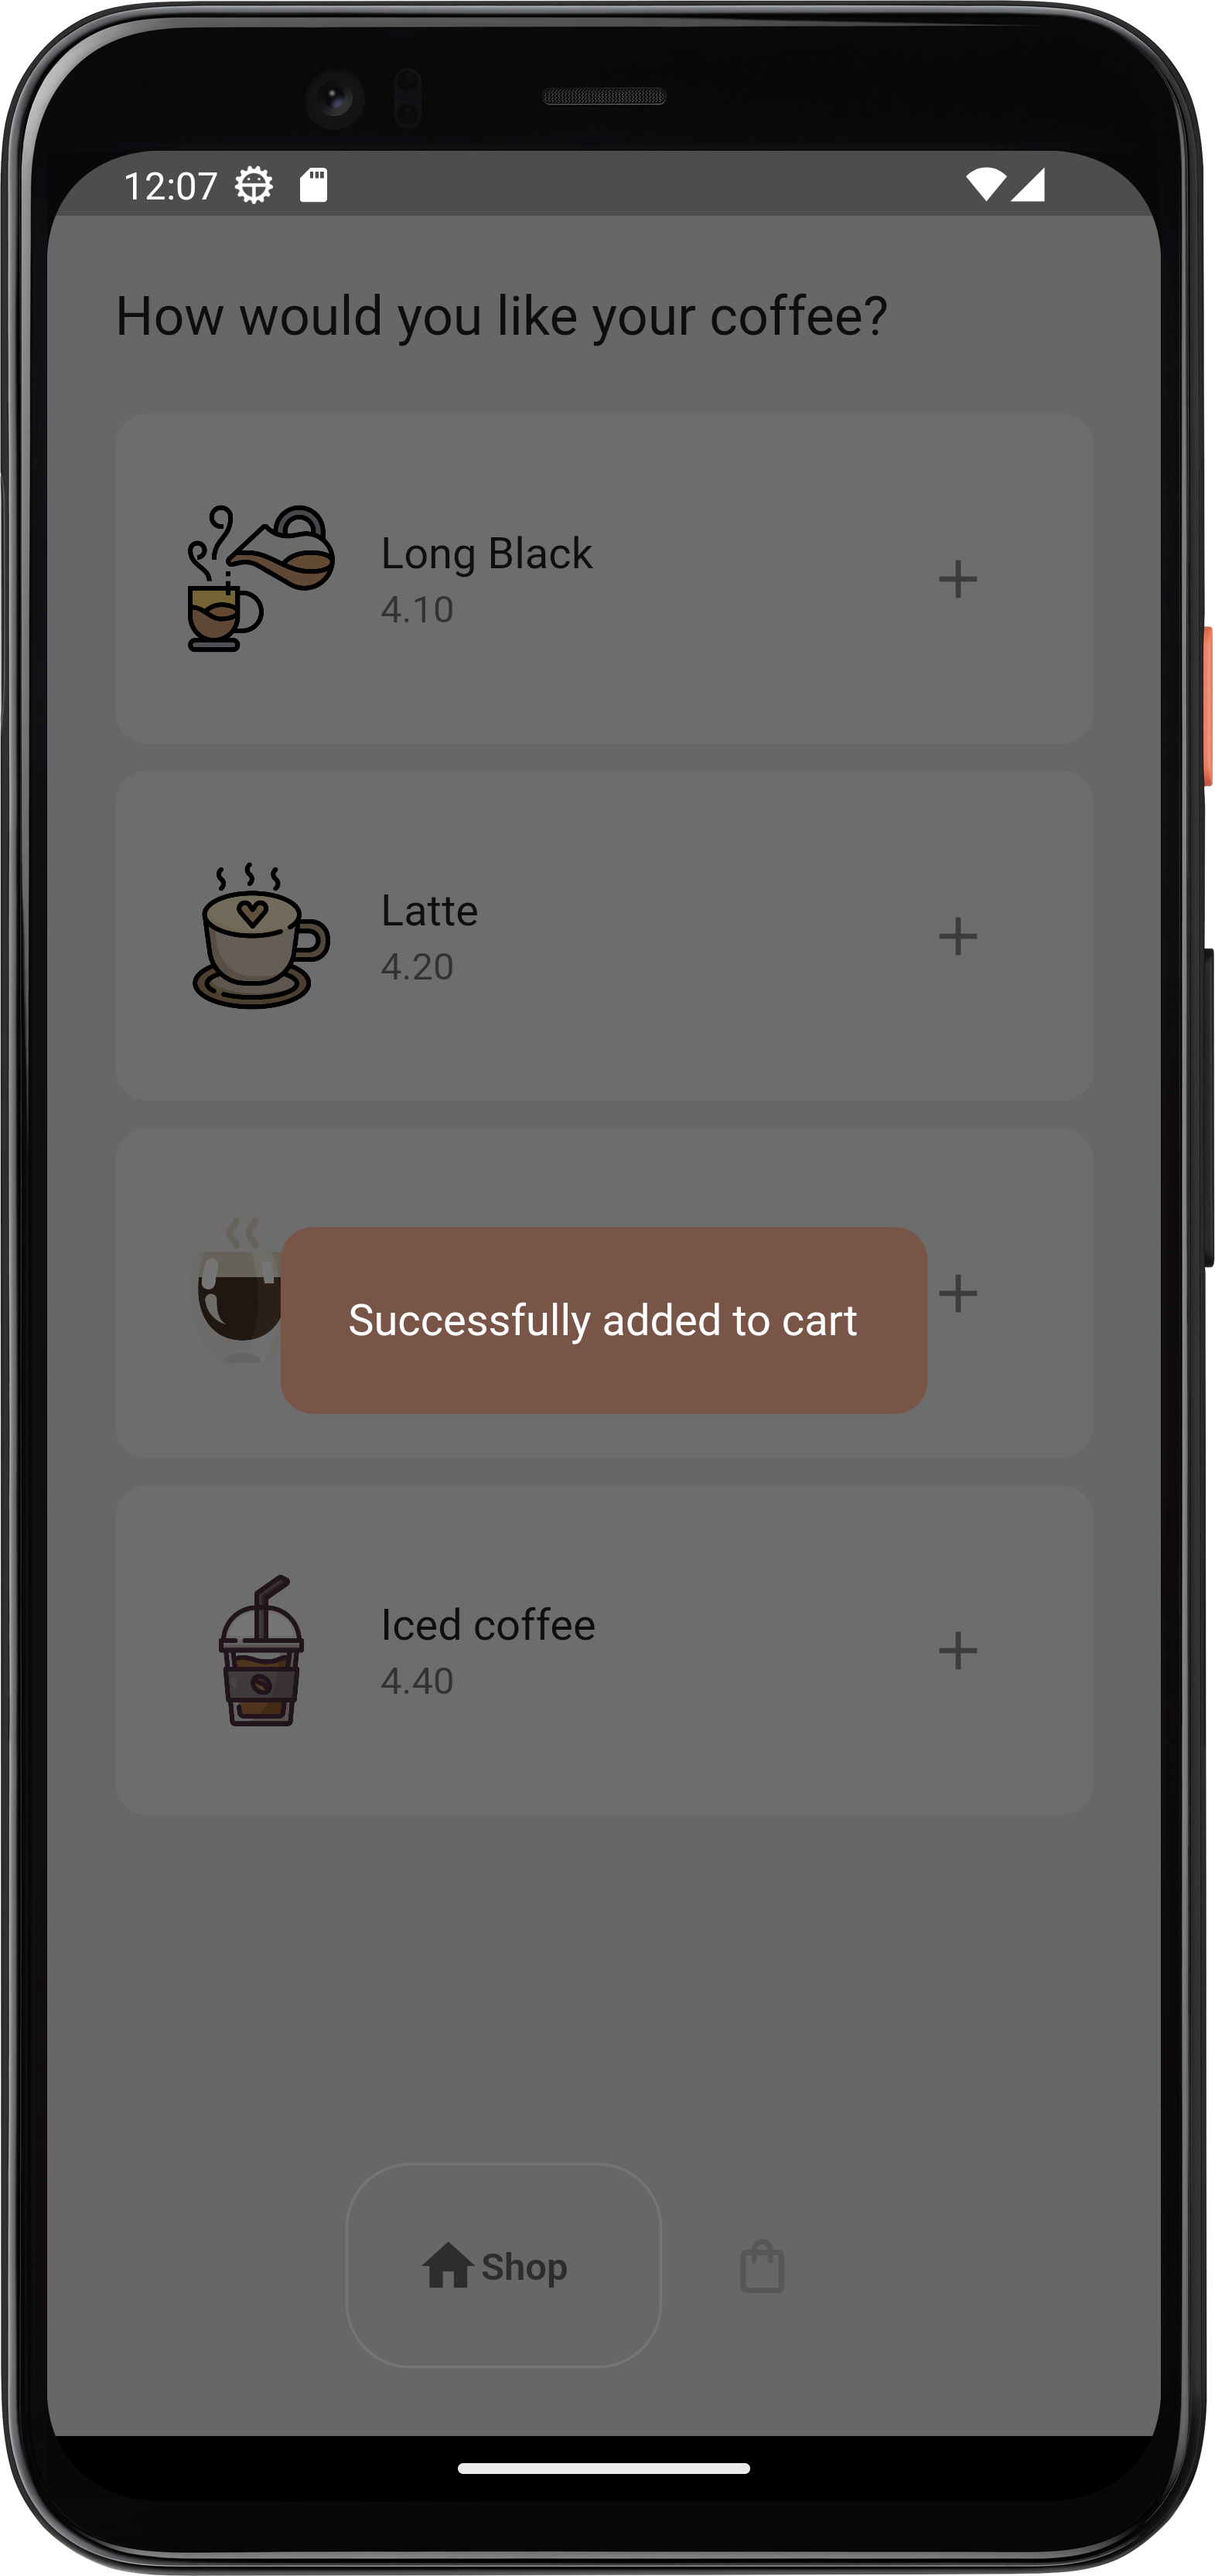 12:07
How would you like your coffee?
Long Black
4.10
Latte
4.20
Successfully added to cart
Iced coffee
4.40
Shop